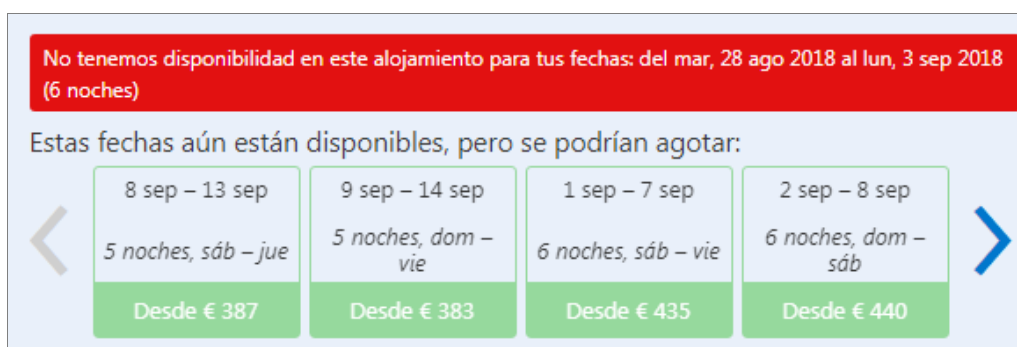 No tenemos disponibilidad en este alojamiento para tus fechas: del mar, 28 ago 2018 al lun, 3 sep 2018
(6 noches)
Estas fechas aún están disponibles, pero se podrían agotar:
8 sep – 13 sep
5 noches, sáb – jue
Desde € 387
9 sep – 14 sep
5 noches, dom –
vie
Desde € 383
1 sep – 7 sep
6 noches, sáb – vie
Desde € 435
2 sep – 8 sep
6 noches, dom –
sáb
Desde € 440